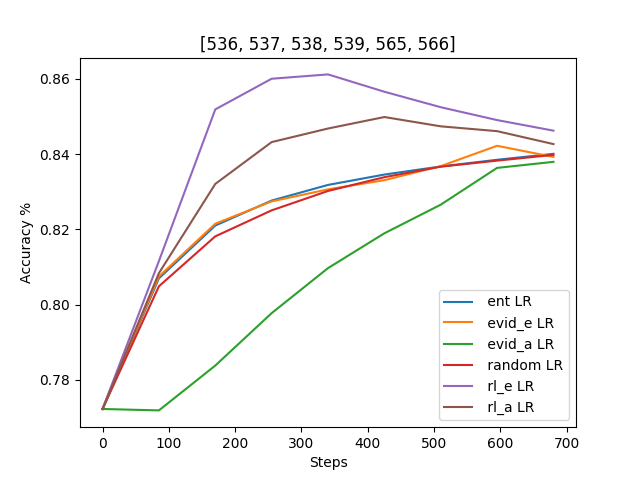 [536, 537, 538, 539, 565, 566]
Accuracy %
0.86
0.84
0.82
0.80
0.78
ent LR
evid_e LR
evid_a LR
random LR
rl_e LR
rl_a LR
0 100 200 300 400 500 600 700
Steps